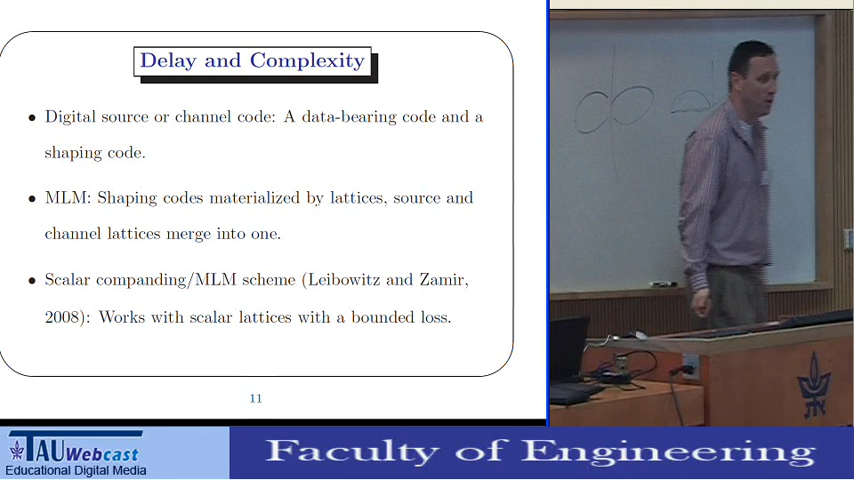 Delay and Complexity
• Digital source or channel code: A data-bearing code and a
shaping code.
• MLM: Shaping codes materialized by lattices, source and
channel lattices merge into one.
• Scalar companding/MLM scheme (Leibowitz and Zamir,
2008): Works with scalar lattices with a bounded loss.
11
TAUWebcast
Educational Digital Media
Faculty of Engineering